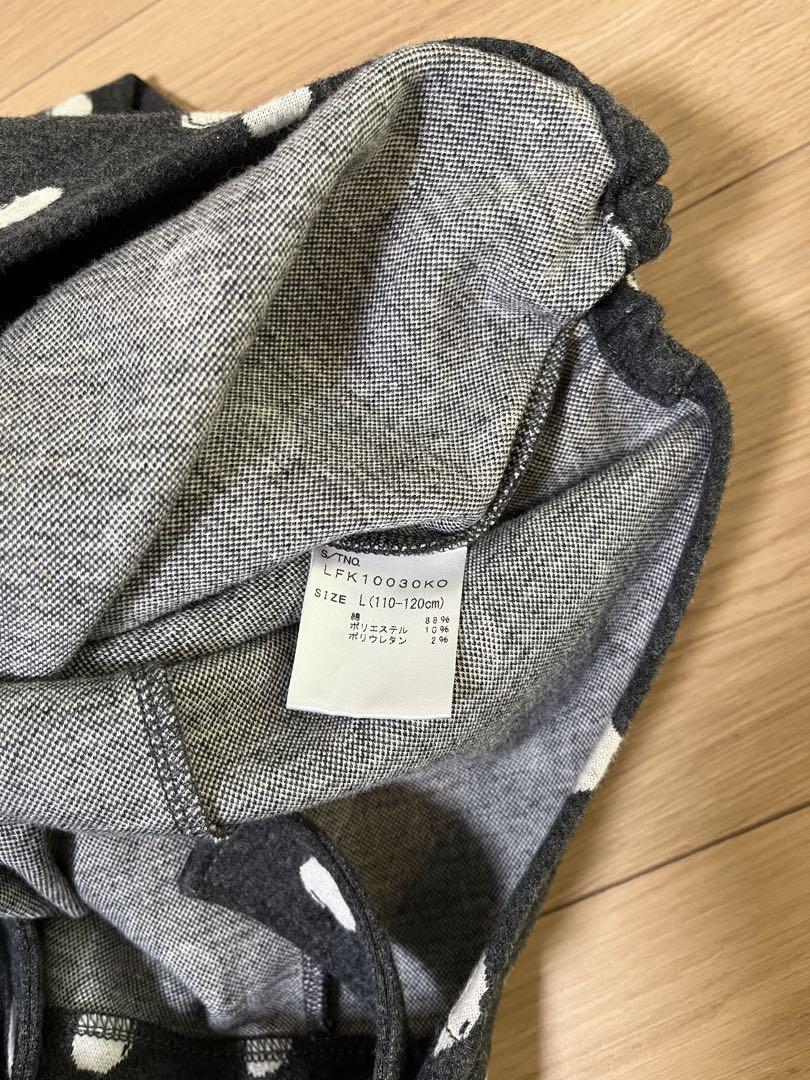 S/TNO.
LFK10030KO
SIZE L(110-120cm)
綿 88%
ポリエステル 10%
ポリウレタン 2%